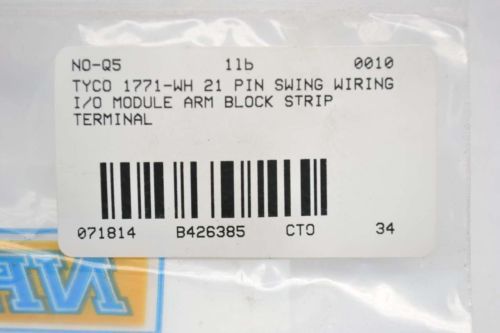 NO-Q5 1lb 0010
TYCO 1771-WH 21 PIN SWING WIRING
I/O MODULE ARM BLOCK STRIP
TERMINAL
071814 B426385 CTO 34